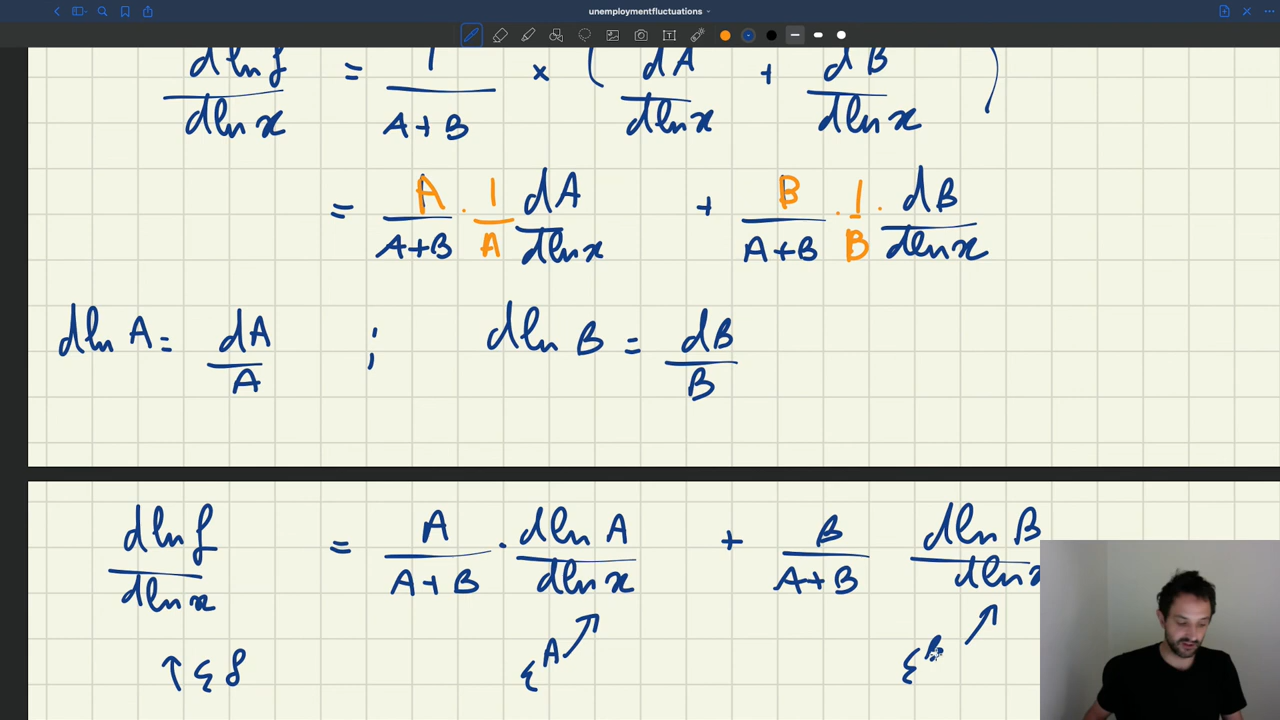 unemploymentfluctuations
d ln f / d ln x = 1 / A + B × ( dA / d ln x + dB / d ln x )
= A / A+B · 1 / A dA / d ln x + B / A+B · 1 / B · dB / d ln x
d ln A = dA / A ; d ln B = dB / B
d ln f / d ln x = A / A + B · d ln A / d ln x + B / A + B d ln B / d ln x
↑ ε f ε^A ε^B